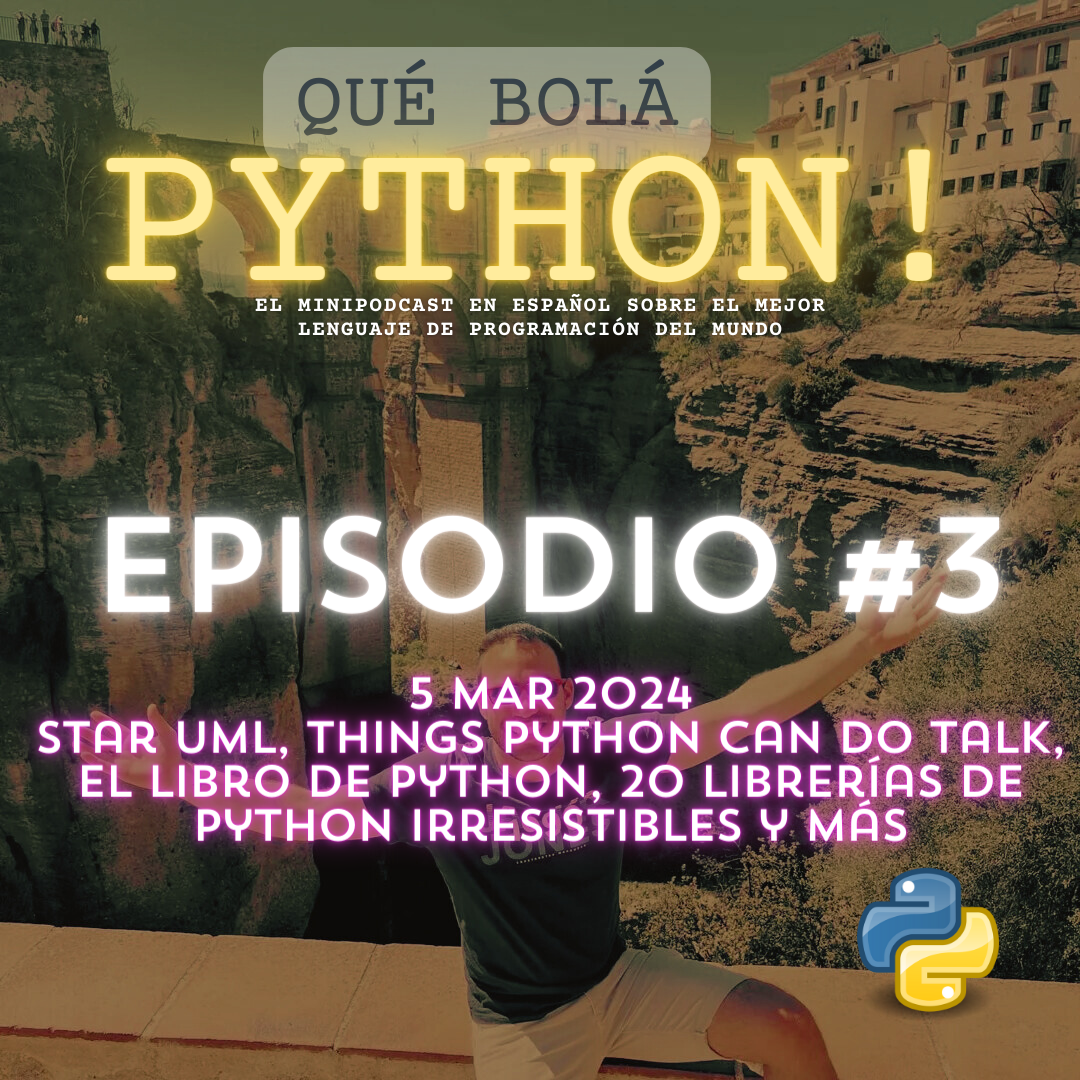 QUÉ BOLÁ
PYTHON!
EL MINIPODCAST EN ESPAÑOL SOBRE EL MEJOR
LENGUAJE DE PROGRAMACIÓN DEL MUNDO
EPISODIO #3
5 MAR 2024
STAR UML, THINGS PYTHON CAN DO TALK,
EL LIBRO DE PYTHON, 20 LIBRERÍAS DE
PYTHON IRRESISTIBLES Y MÁS